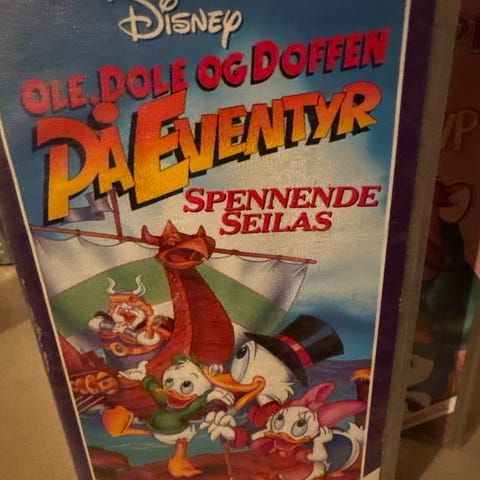 Disney
OLE, DOLE OG DOFFEN
PÅ EVENTYR
SPENNENDE
SEILAS